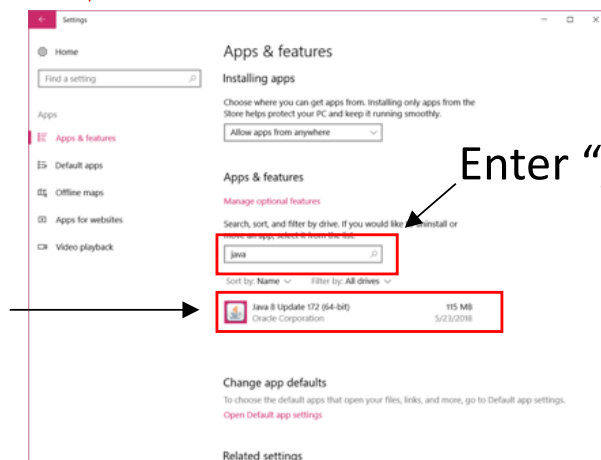 Settings
Home
Find a setting
Apps
Apps & features
Default apps
Offline maps
Apps for websites
Video playback
Apps & features
Installing apps
Choose where you can get apps from. Installing only apps from the
Store helps protect your PC and keep it running smoothly.
Allow apps from anywhere
Enter “
Apps & features
Manage optional features
Search, sort, and filter by drive. If you would like uninstall or
move an app, select it from the list.
java
Sort by: Name Filter by: All drives
Java 8 Update 172 (64-bit) 115 MB
Oracle Corporation 5/23/2018
Change app defaults
To choose the default apps that open your files, links, and more, go to Default app settings.
Open Default app settings
Related settings